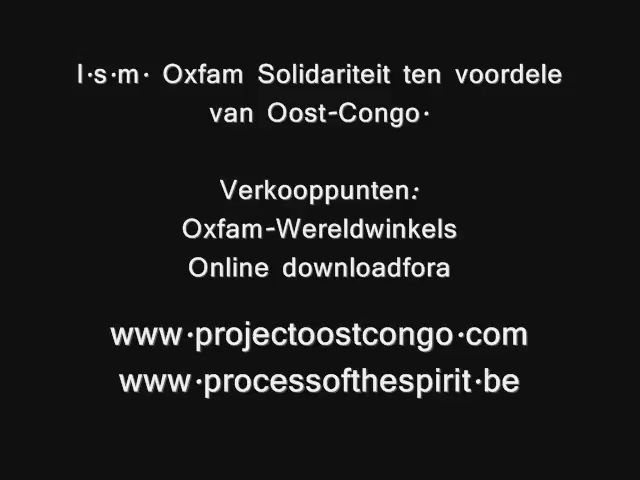 I.s.m. Oxfam Solidariteit ten voordele
van Oost-Congo.
Verkooppunten:
Oxfam-Wereldwinkels
Online downloadfora
www.projectoostcongo.com
www.processofthespirit.be